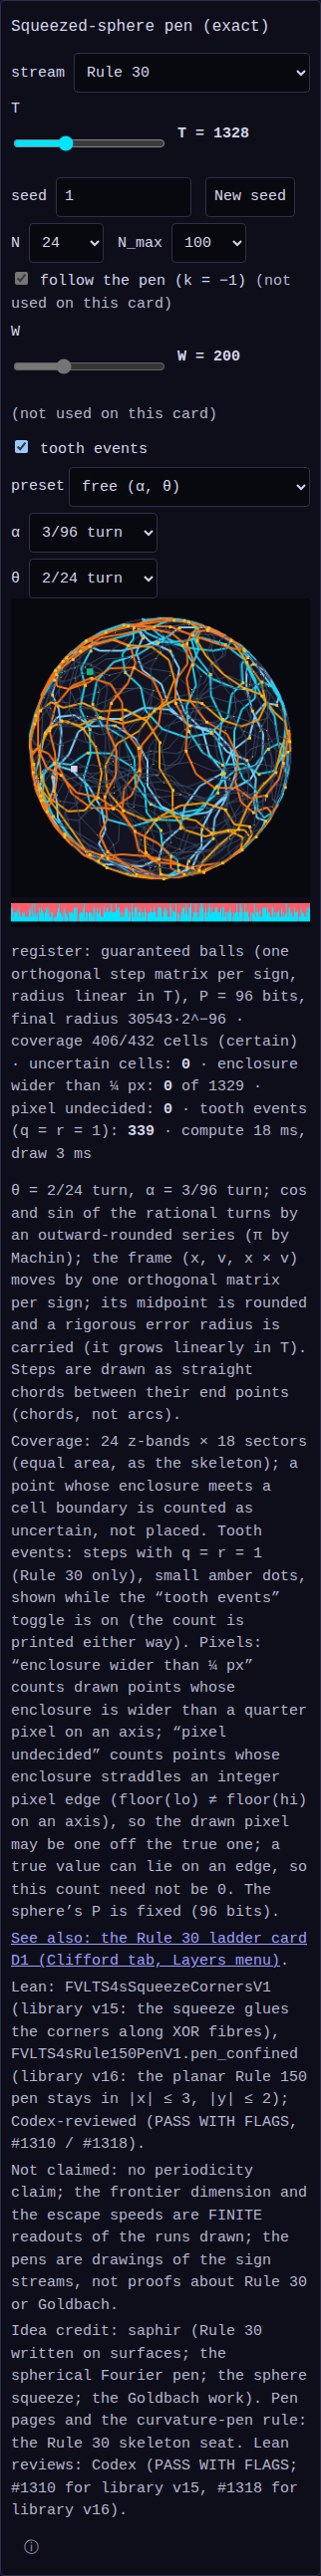 Squeezed-sphere pen (exact)
stream Rule 30
T
T = 1328
seed 1 New seed
N 24 N_max 100
follow the pen (k = −1) (not
used on this card)
W
W = 200
(not used on this card)
tooth events
preset free (α, θ)
α 3/96 turn
θ 2/24 turn
register: guaranteed balls (one
orthogonal step matrix per sign,
radius linear in T), P = 96 bits,
final radius 30543·2^−96 ·
coverage 406/432 cells (certain)
· uncertain cells: 0 · enclosure
wider than ¼ px: 0 of 1329 ·
pixel undecided: 0 · tooth events
(q = r = 1): 339 · compute 18 ms,
draw 3 ms
θ = 2/24 turn, α = 3/96 turn; cos
and sin of the rational turns by
an outward-rounded series (π by
Machin); the frame (x, v, x × v)
moves by one orthogonal matrix
per sign; its midpoint is rounded
and a rigorous error radius is
carried (it grows linearly in T).
Steps are drawn as straight
chords between their end points
(chords, not arcs).
Coverage: 24 z-bands × 18 sectors
(equal area, as the skeleton); a
point whose enclosure meets a
cell boundary is counted as
uncertain, not placed. Tooth
events: steps with q = r = 1
(Rule 30 only), small amber dots,
shown while the “tooth events”
toggle is on (the count is
printed either way). Pixels:
“enclosure wider than ¼ px”
counts drawn points whose
enclosure is wider than a quarter
pixel on an axis; “pixel
undecided” counts points whose
enclosure straddles an integer
pixel edge (floor(lo) ≠ floor(hi)
on an axis), so the drawn pixel
may be one off the true one; a
true value can lie on an edge, so
this count need not be 0. The
sphere’s P is fixed (96 bits).
See also: the Rule 30 ladder card
D1 (Clifford tab, Layers menu).
Lean: FVLTS4sSqueezeCornersV1
(library v15: the squeeze glues
the corners along XOR fibres),
FVLTS4sRule150PenV1.pen_confined
(library v16: the planar Rule 150
pen stays in |x| ≤ 3, |y| ≤ 2);
Codex-reviewed (PASS WITH FLAGS,
#1310 / #1318).
Not claimed: no periodicity
claim; the frontier dimension and
the escape speeds are FINITE
readouts of the runs drawn; the
pens are drawings of the sign
streams, not proofs about Rule 30
or Goldbach.
Idea credit: saphir (Rule 30
written on surfaces; the
spherical Fourier pen; the sphere
squeeze; the Goldbach work). Pen
pages and the curvature-pen rule:
the Rule 30 skeleton seat. Lean
reviews: Codex (PASS WITH FLAGS;
#1310 for library v15, #1318 for
library v16).
ⓘ